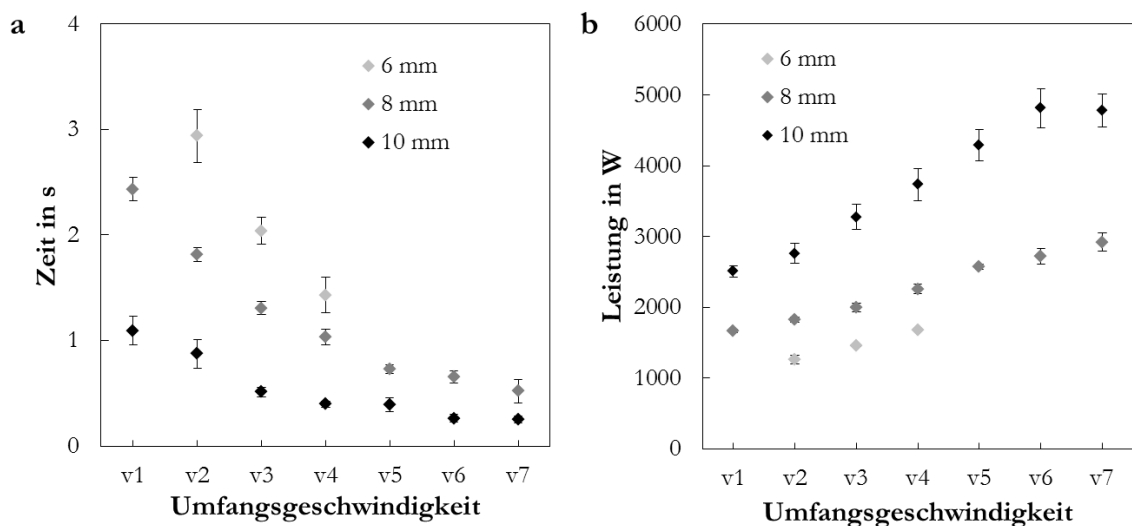 a
4
3
2
1
0
Zeit in s
6 mm
8 mm
10 mm
v1 v2 v3 v4 v5 v6 v7
Umfangsgeschwindigkeit
b
6000
5000
4000
3000
2000
1000
0
Leistung in W
6 mm
8 mm
10 mm
v1 v2 v3 v4 v5 v6 v7
Umfangsgeschwindigkeit